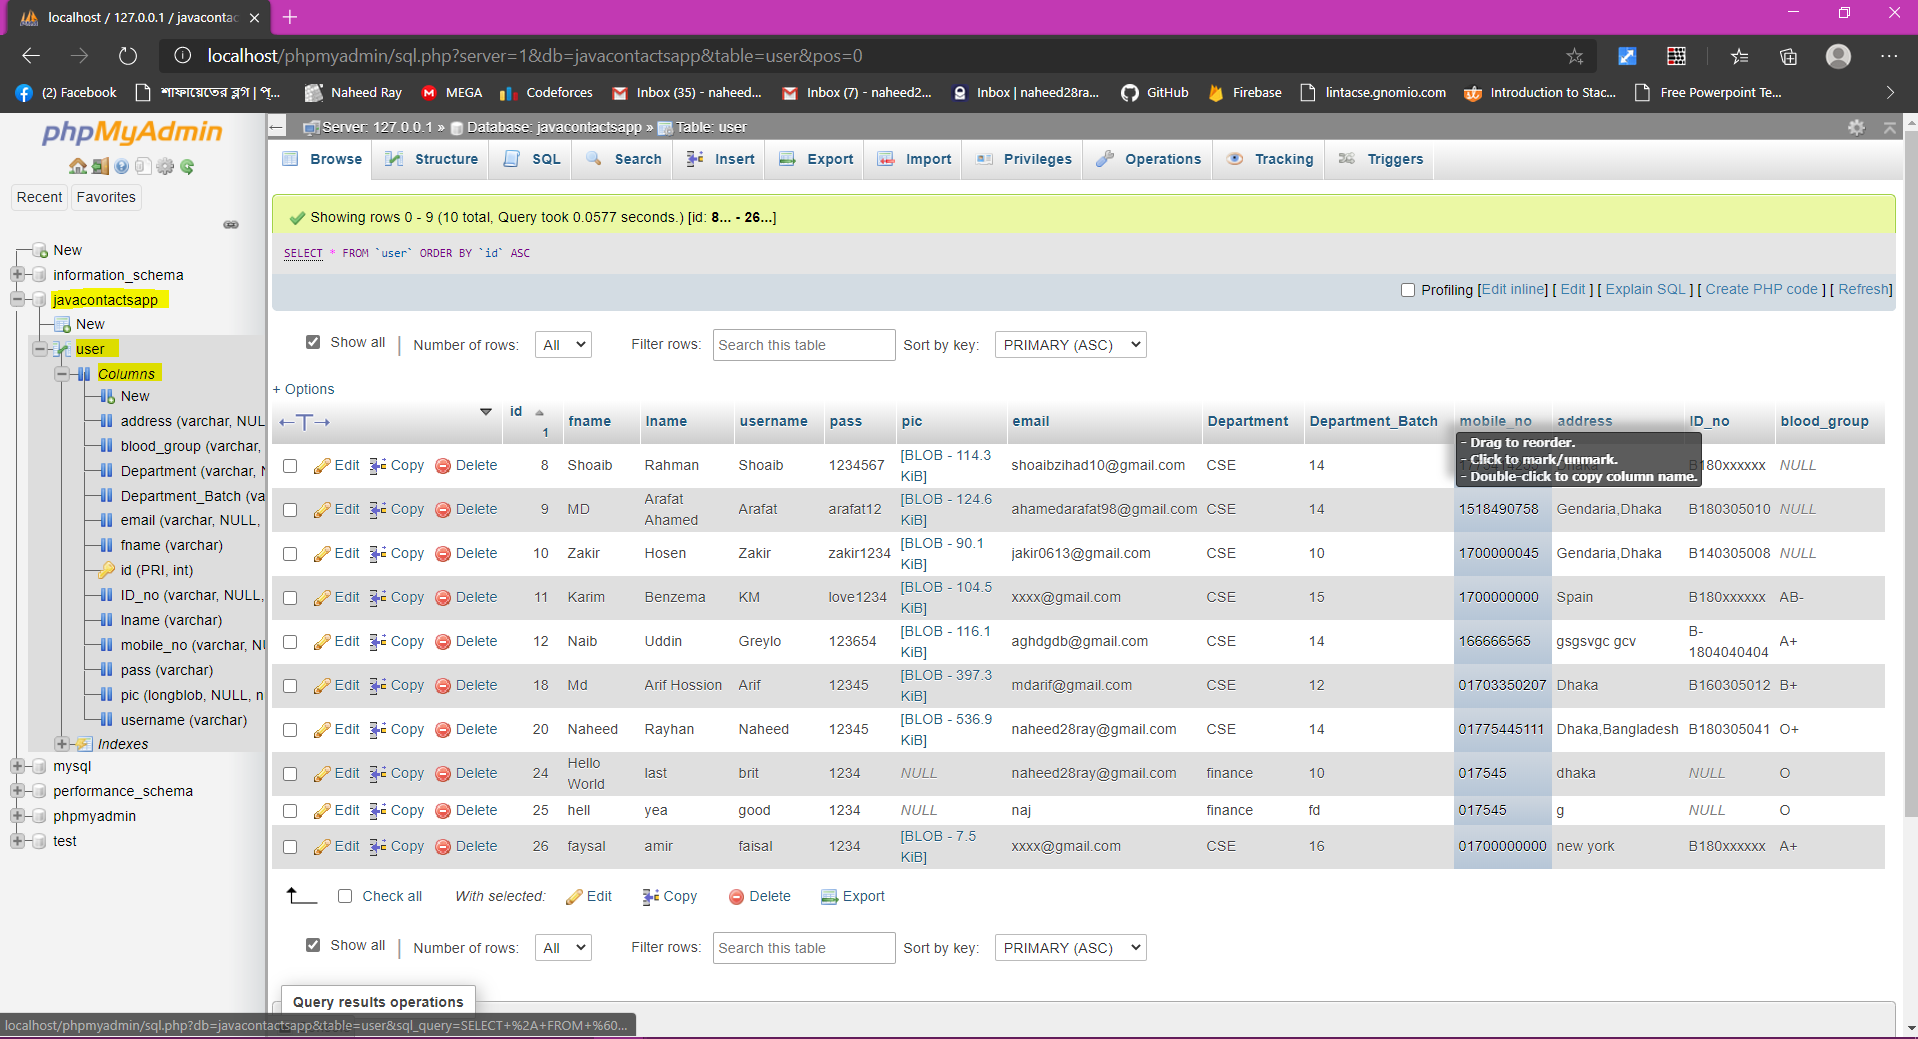 localhost / 127.0.0.1 / javacontac
localhost/phpmyadmin/sql.php?server=1&db=javacontactsapp&table=user&pos=0
(2) Facebook
শাফায়েতের ব্লগ | প্...
Naheed Ray
MEGA
Codeforces
Inbox (35) - naheed...
Inbox (7) - naheed2...
Inbox | naheed28ra...
GitHub
Firebase
lintacse.gnomio.com
Introduction to Stac...
Free Powerpoint Te...
phpMyAdmin
Recent Favorites
New
information_schema
javacontactsapp
New
user
Columns
New
address (varchar, NUL
blood_group (varchar,
Department (varchar, N
Department_Batch (va
email (varchar, NULL,
fname (varchar)
id (PRI, int)
ID_no (varchar, NULL,
lname (varchar)
mobile_no (varchar, NU
pass (varchar)
pic (longblob, NULL, n
username (varchar)
Indexes
mysql
performance_schema
phpmyadmin
test
Server: 127.0.0.1 » Database: javacontactsapp » Table: user
Browse Structure SQL Search Insert Export Import Privileges Operations Tracking Triggers
Showing rows 0 - 9 (10 total, Query took 0.0577 seconds.) [id: 8... - 26...]
SELECT * FROM `user` ORDER BY `id` ASC
Profiling [Edit inline] [ Edit ] [ Explain SQL ] [ Create PHP code ] [ Refresh]
Show all | Number of rows: All Filter rows: Search this table Sort by key: PRIMARY (ASC)
+ Options
←T→ id 1 fname lname username pass pic email Department Department_Batch mobile_no address ID_no blood_group
- Drag to reorder.
- Click to mark/unmark.
- Double-click to copy column name.
Edit Copy Delete 8 Shoaib Rahman Shoaib 1234567 [BLOB - 114.3 KiB] shoaibzihad10@gmail.com CSE 14 B180xxxxxx NULL
Edit Copy Delete 9 MD Arafat Ahamed Arafat arafat12 [BLOB - 124.6 KiB] ahamedarafat98@gmail.com CSE 14 1518490758 Gendaria,Dhaka B180305010 NULL
Edit Copy Delete 10 Zakir Hosen Zakir zakir1234 [BLOB - 90.1 KiB] jakir0613@gmail.com CSE 10 1700000045 Gendaria,Dhaka B140305008 NULL
Edit Copy Delete 11 Karim Benzema KM love1234 [BLOB - 104.5 KiB] xxxx@gmail.com CSE 15 1700000000 Spain B180xxxxxx AB-
Edit Copy Delete 12 Naib Uddin Greylo 123654 [BLOB - 116.1 KiB] aghdgdb@gmail.com CSE 14 166666565 gsgsvgc gcv B-1804040404 A+
Edit Copy Delete 18 Md Arif Hossion Arif 12345 [BLOB - 397.3 KiB] mdarif@gmail.com CSE 12 01703350207 Dhaka B160305012 B+
Edit Copy Delete 20 Naheed Rayhan Naheed 12345 [BLOB - 536.9 KiB] naheed28ray@gmail.com CSE 14 01775445111 Dhaka,Bangladesh B180305041 O+
Edit Copy Delete 24 Hello World last brit 1234 NULL naheed28ray@gmail.com finance 10 017545 dhaka NULL O
Edit Copy Delete 25 hell yea good 1234 NULL naj finance fd 017545 g NULL O
Edit Copy Delete 26 faysal amir faisal 1234 [BLOB - 7.5 KiB] xxxx@gmail.com CSE 16 01700000000 new york B180xxxxxx A+
Check all With selected: Edit Copy Delete Export
Show all | Number of rows: All Filter rows: Search this table Sort by key: PRIMARY (ASC)
Query results operations
localhost/phpmyadmin/sql.php?db=javacontactsapp&table=user&sql_query=SELECT+%2A+FROM+%60...